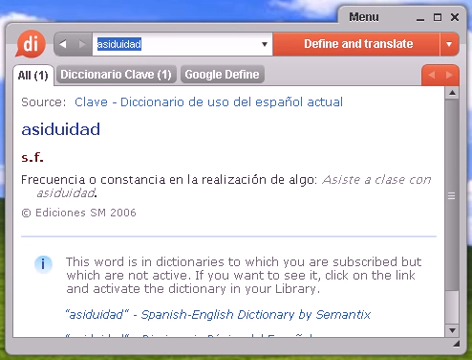 Menu
di
asiduidad
Define and translate
All (1)
Diccionario Clave (1)
Google Define
Source: Clave - Diccionario de uso del español actual
asiduidad
s.f.
Frecuencia o constancia en la realización de algo: Asiste a clase con
asiduidad.
© Ediciones SM 2006
i
This word is in dictionaries to which you are subscribed but
which are not active. If you want to see it, click on the link
and activate the dictionary in your Library.
"asiduidad" - Spanish-English Dictionary by Semantix